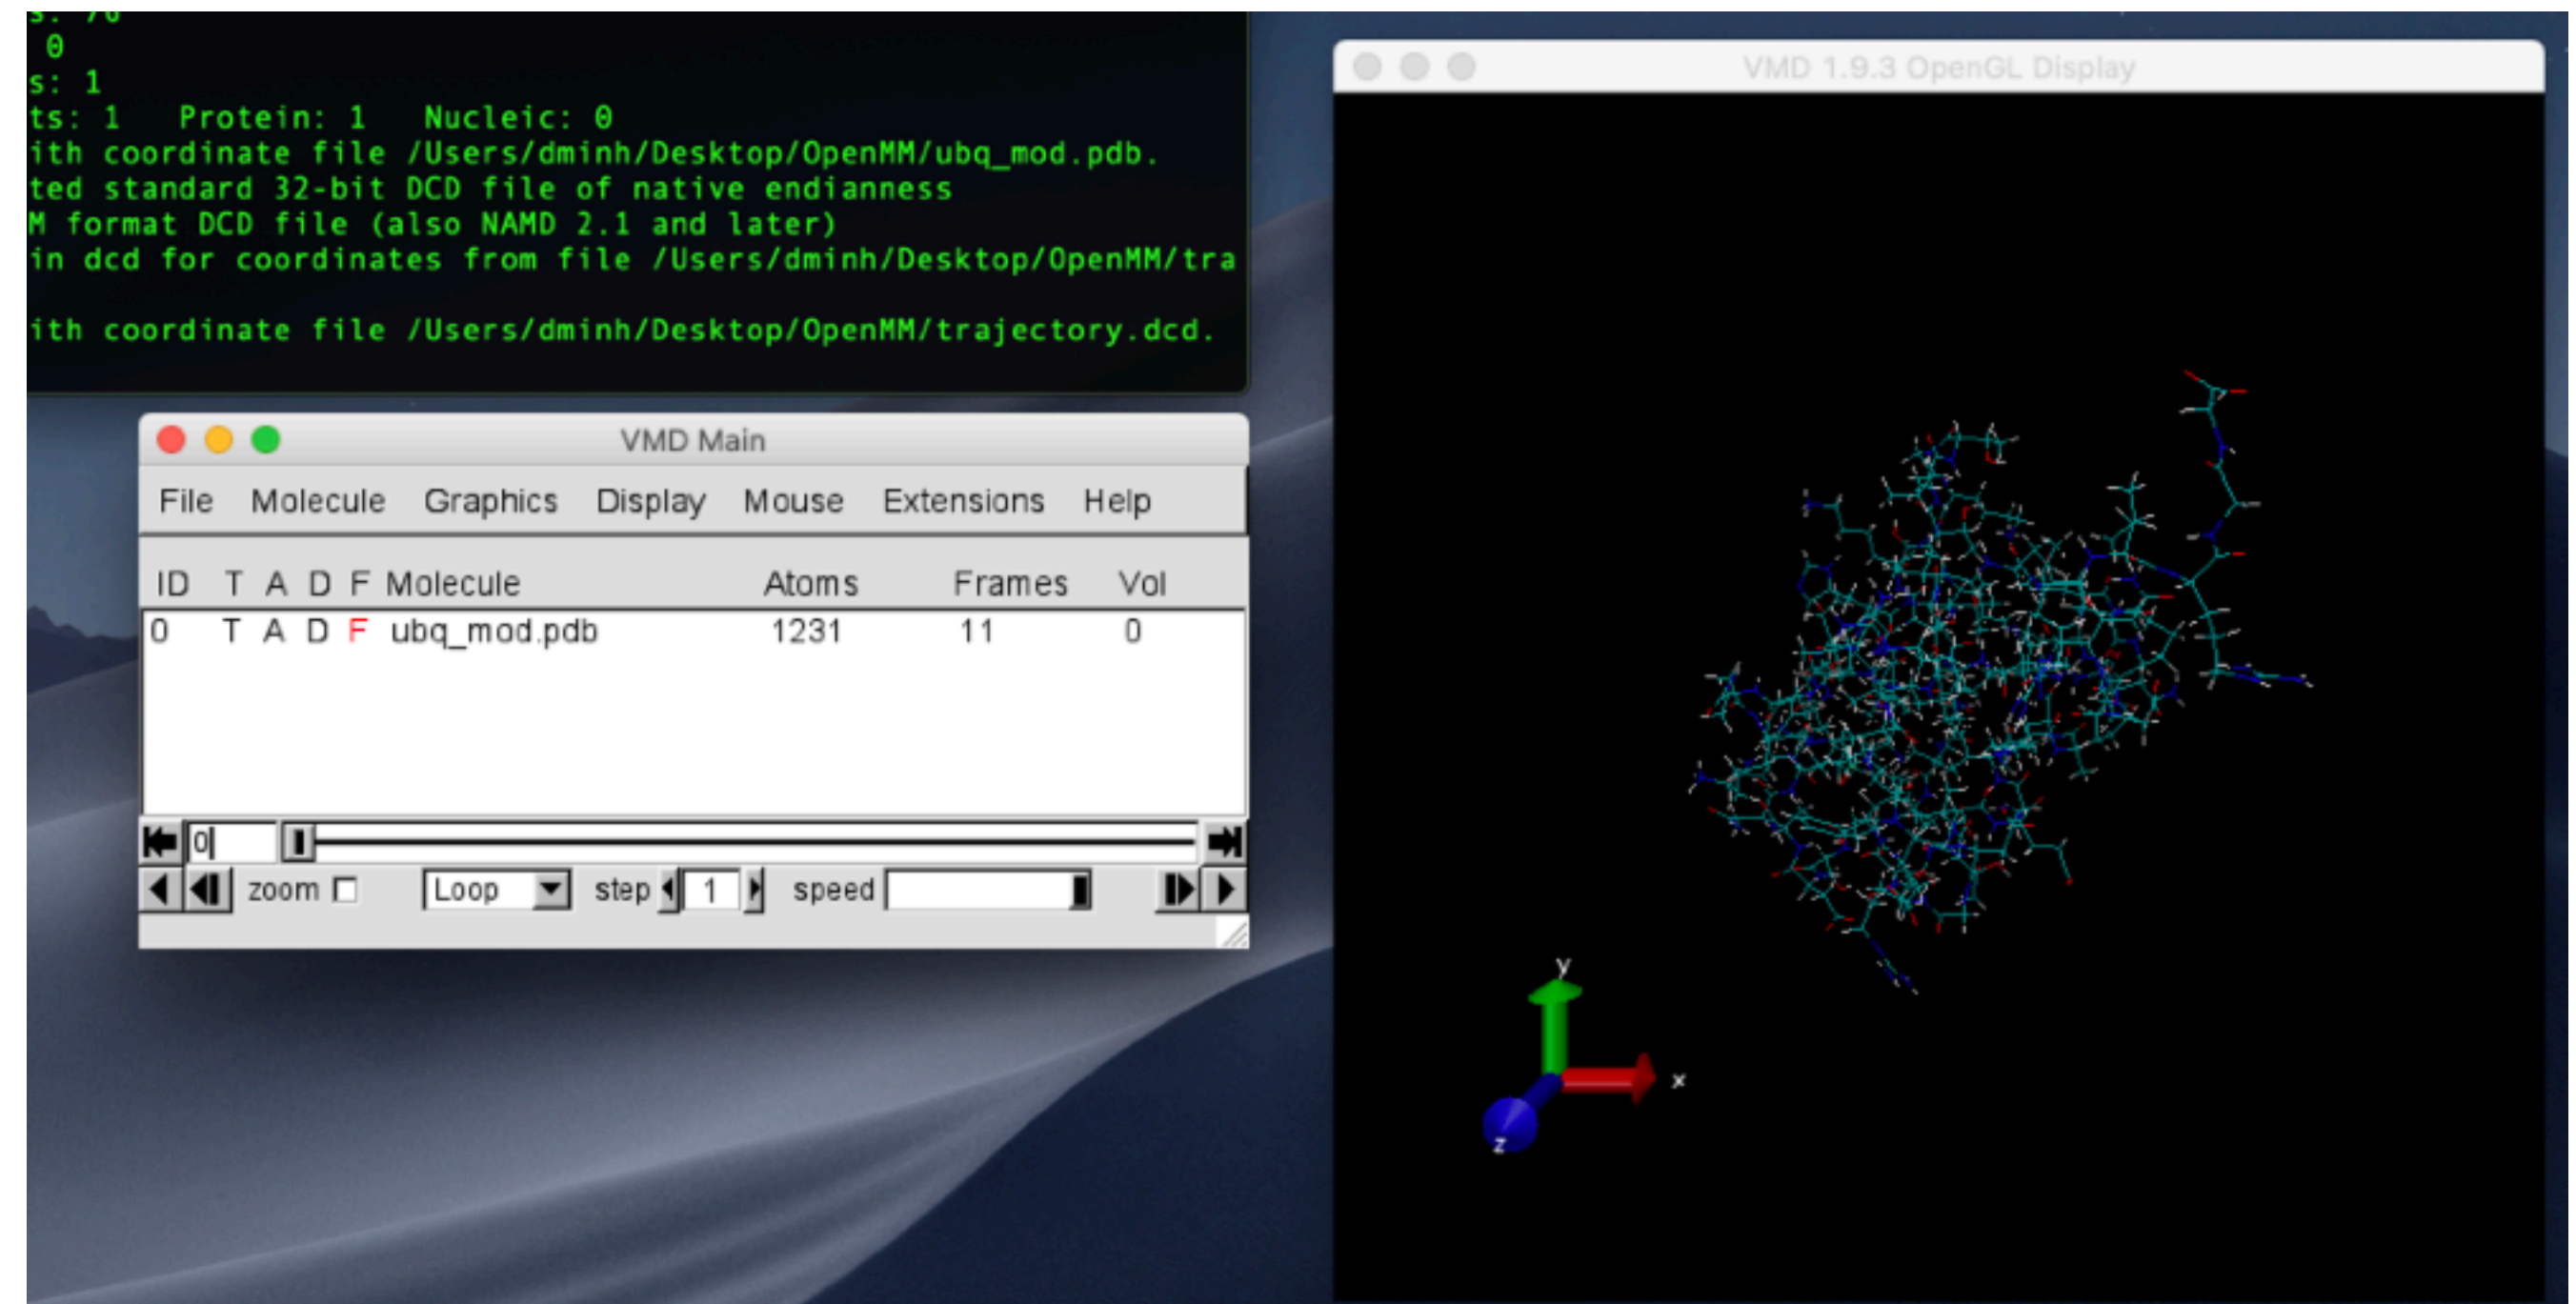 s: 76
0
s: 1
ts: 1 Protein: 1 Nucleic: 0
ith coordinate file /Users/dminh/Desktop/OpenMM/ubq_mod.pdb.
ted standard 32-bit DCD file of native endianness
M format DCD file (also NAMD 2.1 and later)
in dcd for coordinates from file /Users/dminh/Desktop/OpenMM/tra
ith coordinate file /Users/dminh/Desktop/OpenMM/trajectory.dcd.
VMD Main
File Molecule Graphics Display Mouse Extensions Help
ID T A D F Molecule Atoms Frames Vol
0 T A D F ubq_mod.pdb 1231 11 0
0
zoom Loop step 1 speed
VMD 1.9.3 OpenGL Display
y
x
z